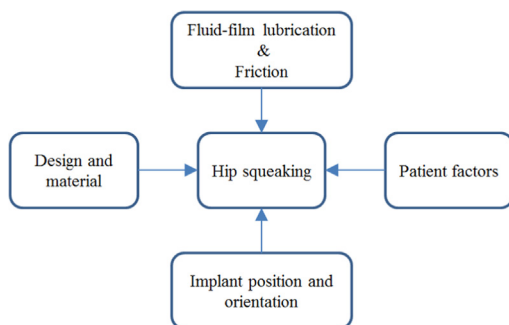 Fluid-film lubrication
&
Friction
Design and
material
Hip squeaking
Patient factors
Implant position and
orientation